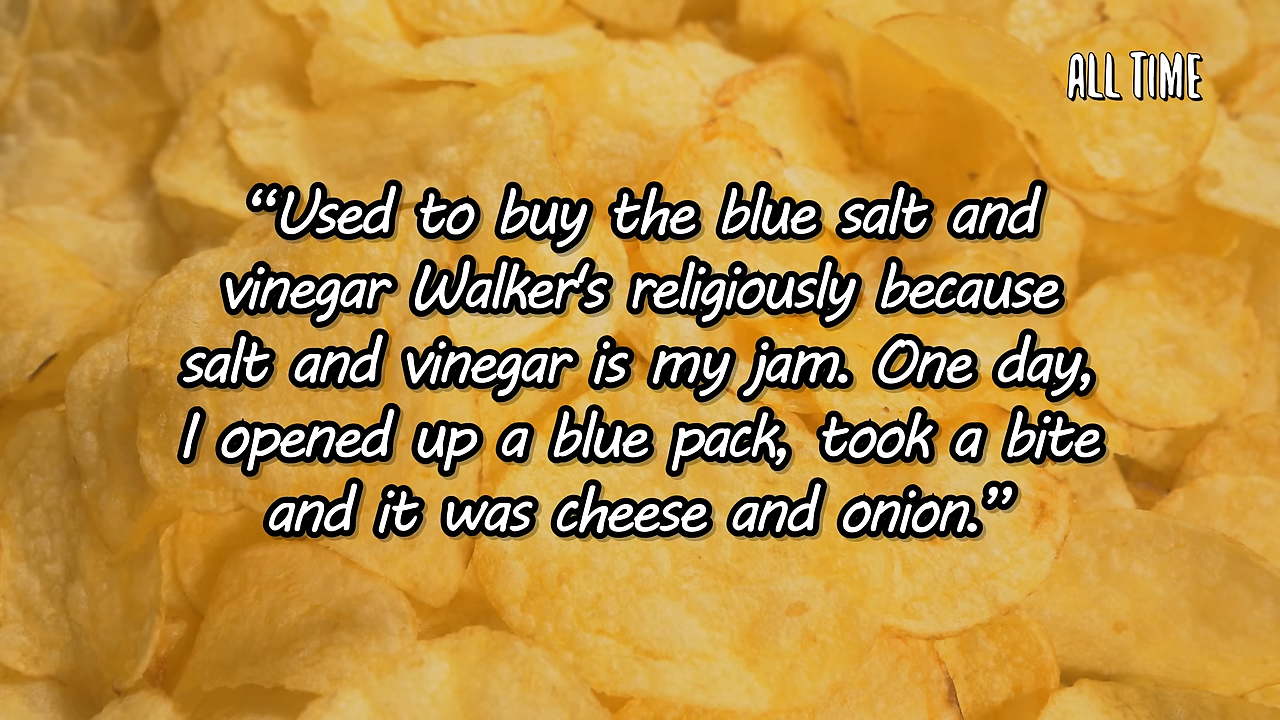 ALL TIME
“Used to buy the blue salt and
vinegar Walker's religiously because
salt and vinegar is my jam. One day,
I opened up a blue pack, took a bite
and it was cheese and onion.”